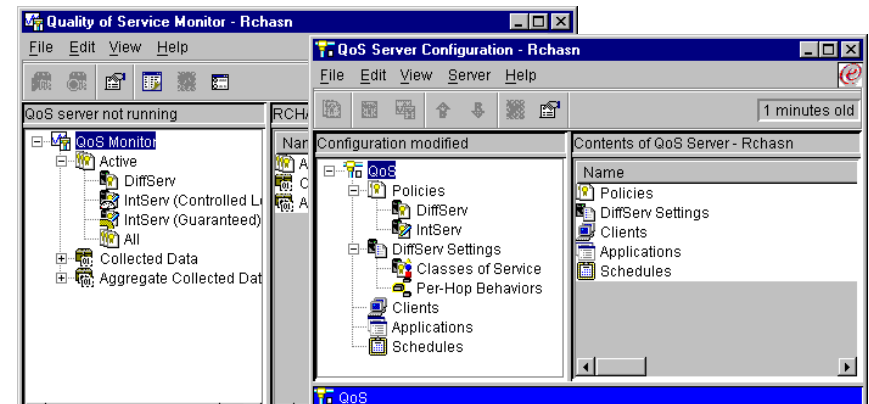 Quality of Service Monitor - Rchasn
File Edit View Help
QoS server not running
RCHA
QoS Monitor
Active
DiffServ
IntServ (Controlled L
IntServ (Guaranteed)
All
Collected Data
Aggregate Collected Dat
Nar
A
C
A
QoS Server Configuration - Rchasn
File Edit View Server Help
1 minutes old
Configuration modified
QoS
Policies
DiffServ
IntServ
DiffServ Settings
Classes of Service
Per-Hop Behaviors
Clients
Applications
Schedules
Contents of QoS Server - Rchasn
Name
Policies
DiffServ Settings
Clients
Applications
Schedules
QoS